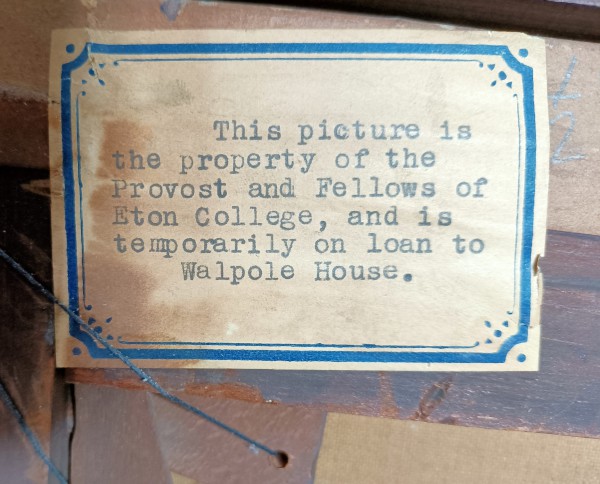 This picture is
the property of the
Provost and Fellows of
Eton College, and is
temporarily on loan to
Walpole House.